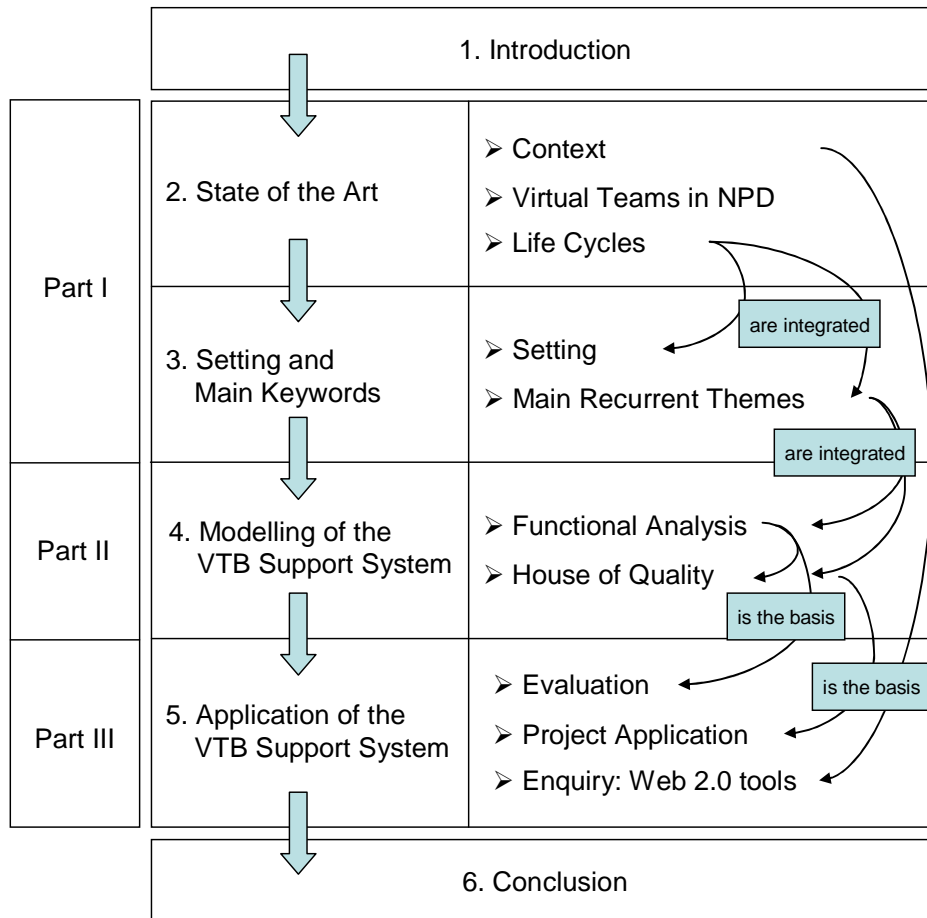 1. Introduction
Part I
2. State of the Art
➢ Context
➢ Virtual Teams in NPD
➢ Life Cycles
are integrated
3. Setting and
Main Keywords
➢ Setting
➢ Main Recurrent Themes
are integrated
Part II
4. Modelling of the
VTB Support System
➢ Functional Analysis
➢ House of Quality
is the basis
Part III
5. Application of the
VTB Support System
➢ Evaluation
is the basis
➢ Project Application
➢ Enquiry: Web 2.0 tools
6. Conclusion